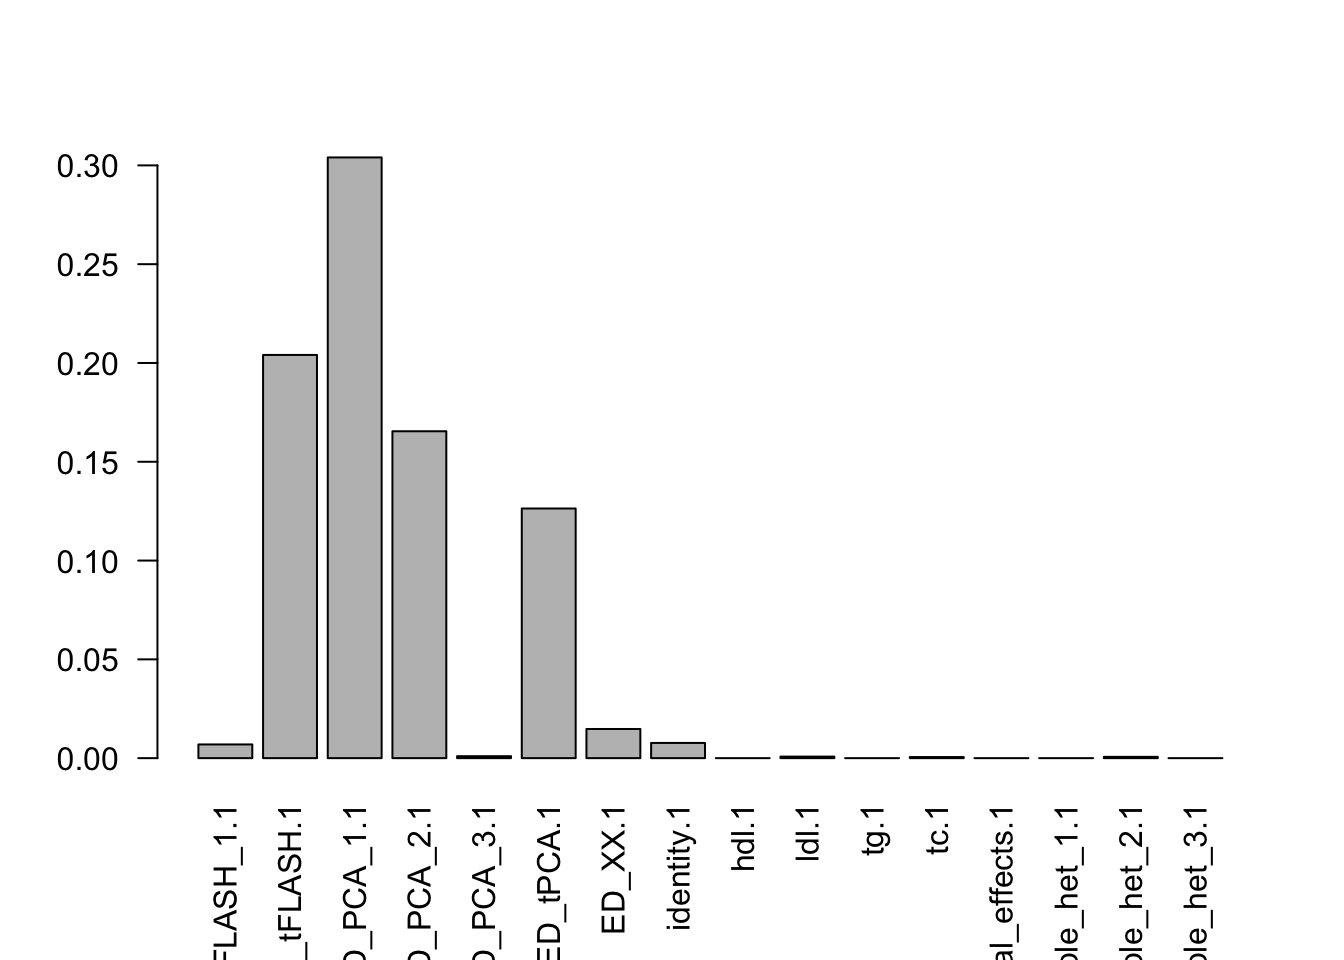 0.30
0.25
0.20
0.15
0.10
0.05
0.00
FLASH_1.1
_tFLASH.1
D_PCA_1.1
D_PCA_2.1
D_PCA_3.1
ED_tPCA.1
ED_XX.1
identity.1
hdl.1
ldl.1
tg.1
tc.1
al_effects.1
ple_het_1.1
ple_het_2.1
ple_het_3.1